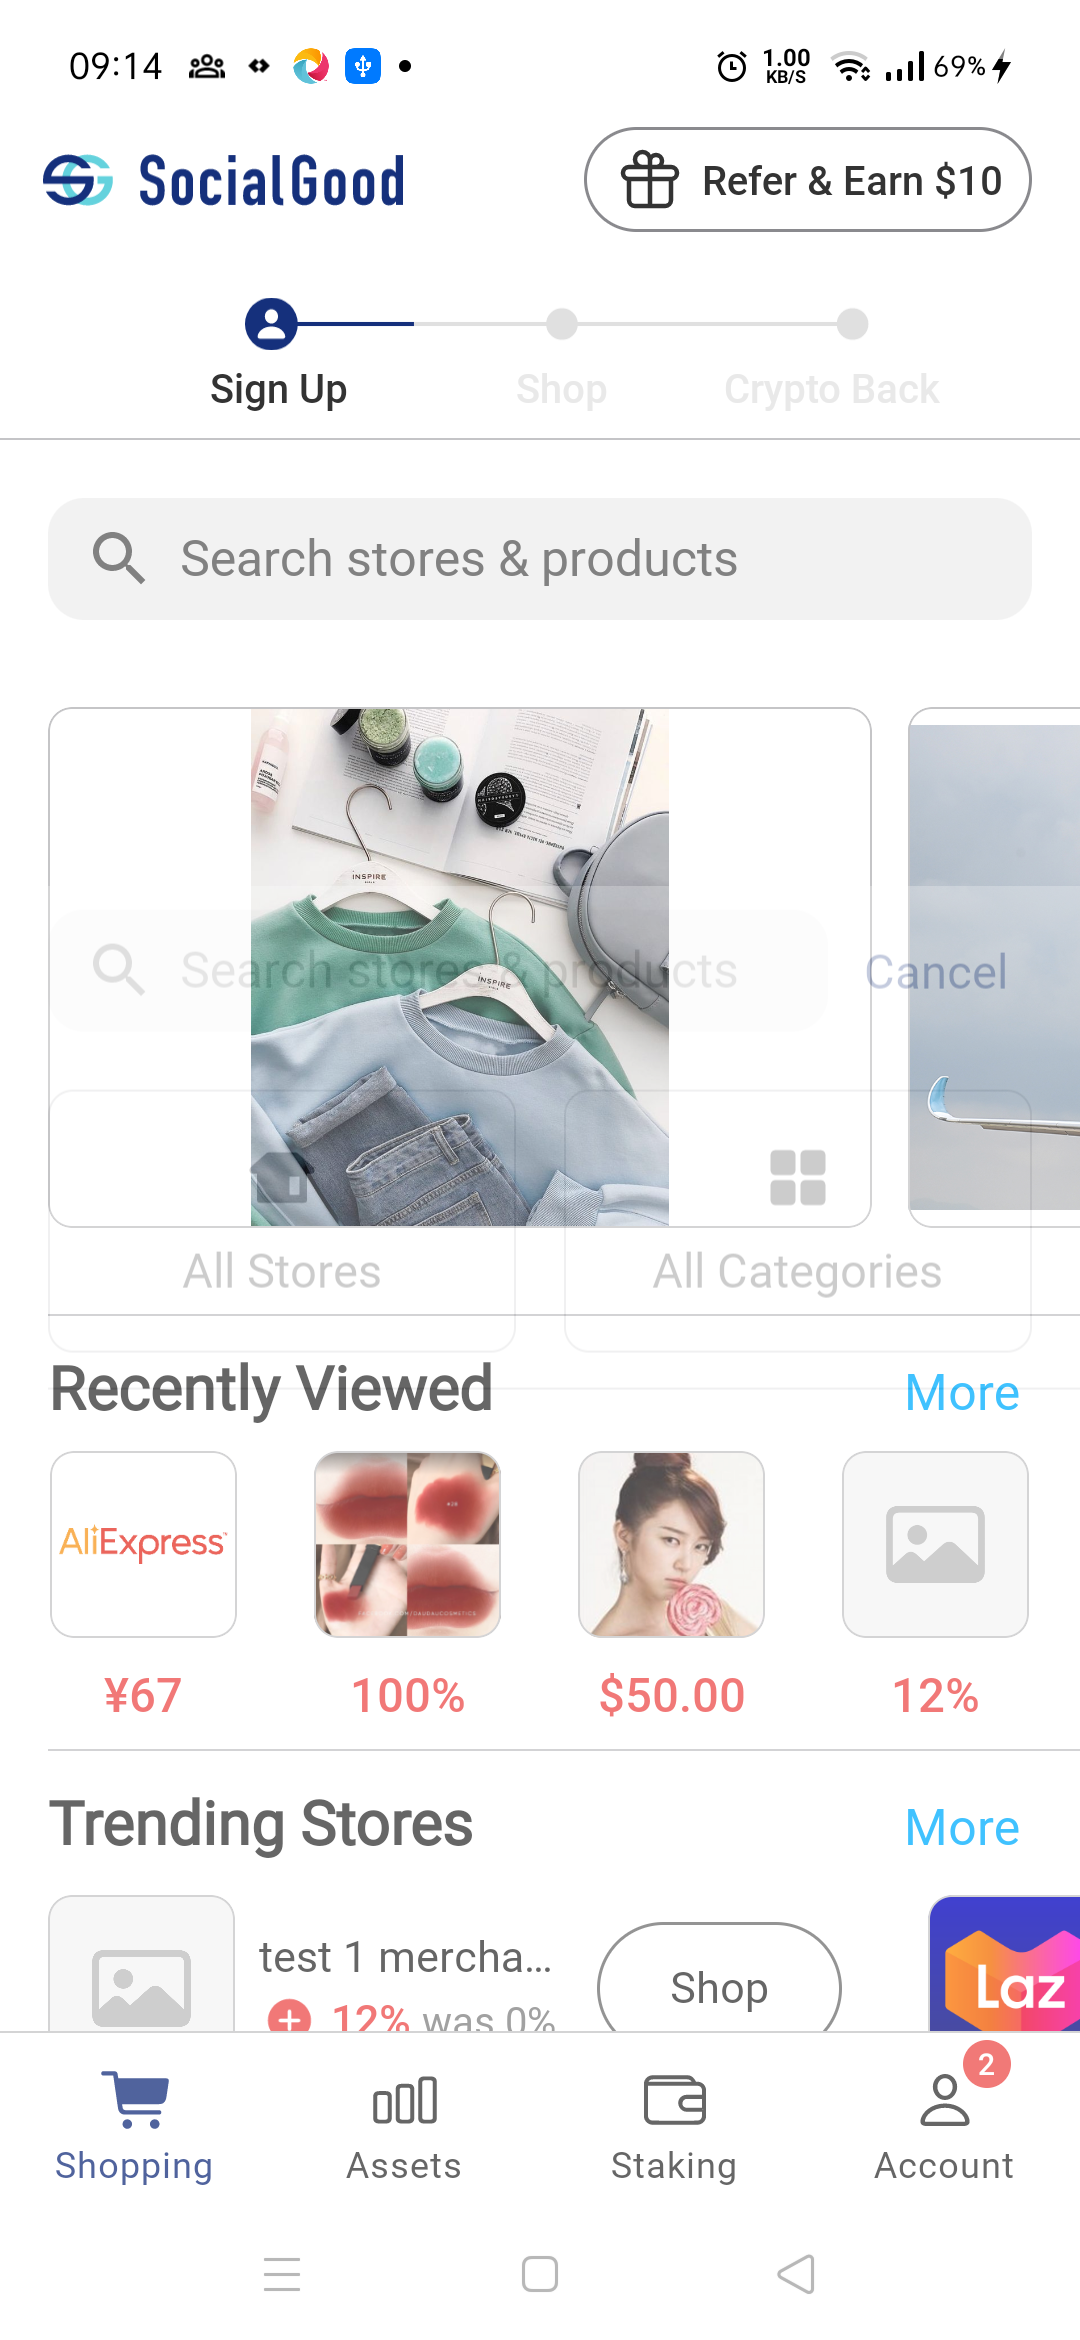 09:14
1.00
KB/S
69%
SocialGood
Refer & Earn $10
Sign Up
Shop
Crypto Back
Search stores & products
INSPIRE
INSPIRE
Search stores & products
Cancel
All Stores
All Categories
Recently Viewed
More
AliExpress
¥67
100%
$50.00
12%
Trending Stores
More
test 1 mercha...
Shop
12% was 0%
Laz
2
Shopping
Assets
Staking
Account